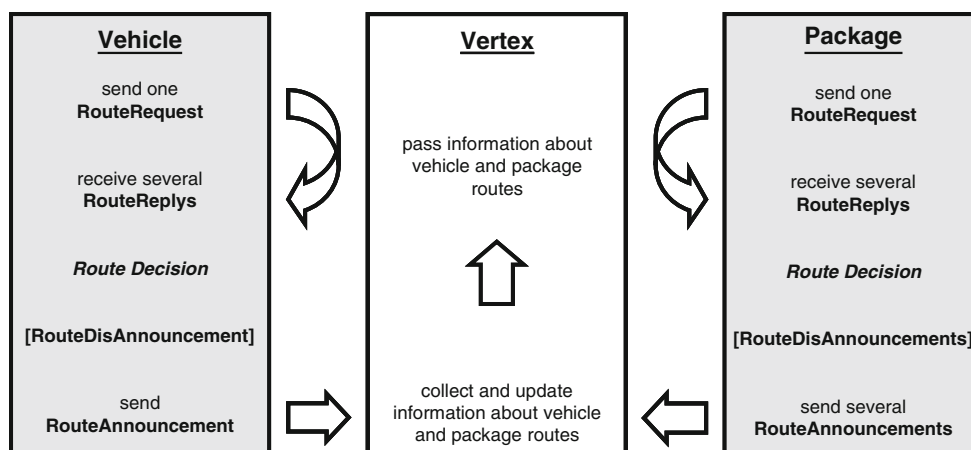 Vehicle
send one
RouteRequest
receive several
RouteReplys
Route Decision
[RouteDisAnnouncement]
send
RouteAnnouncement
Vertex
pass information about
vehicle and package
routes
collect and update
information about vehicle
and package routes
Package
send one
RouteRequest
receive several
RouteReplys
Route Decision
[RouteDisAnnouncements]
send several
RouteAnnouncements